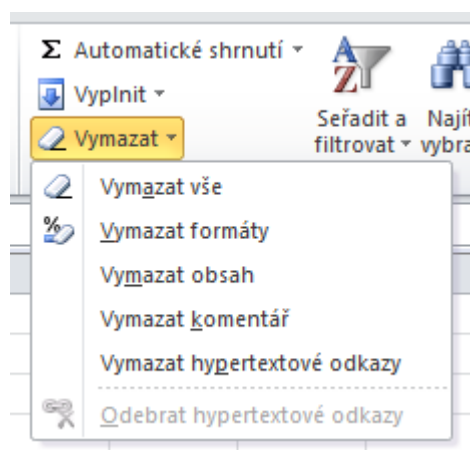 Σ Automatické shrnutí
Vyplnit
Vymazat
Seřadit a
filtrovat
Vymazat vše
Vymazat formáty
Vymazat obsah
Vymazat komentář
Vymazat hypertextové odkazy
Odebrat hypertextové odkazy